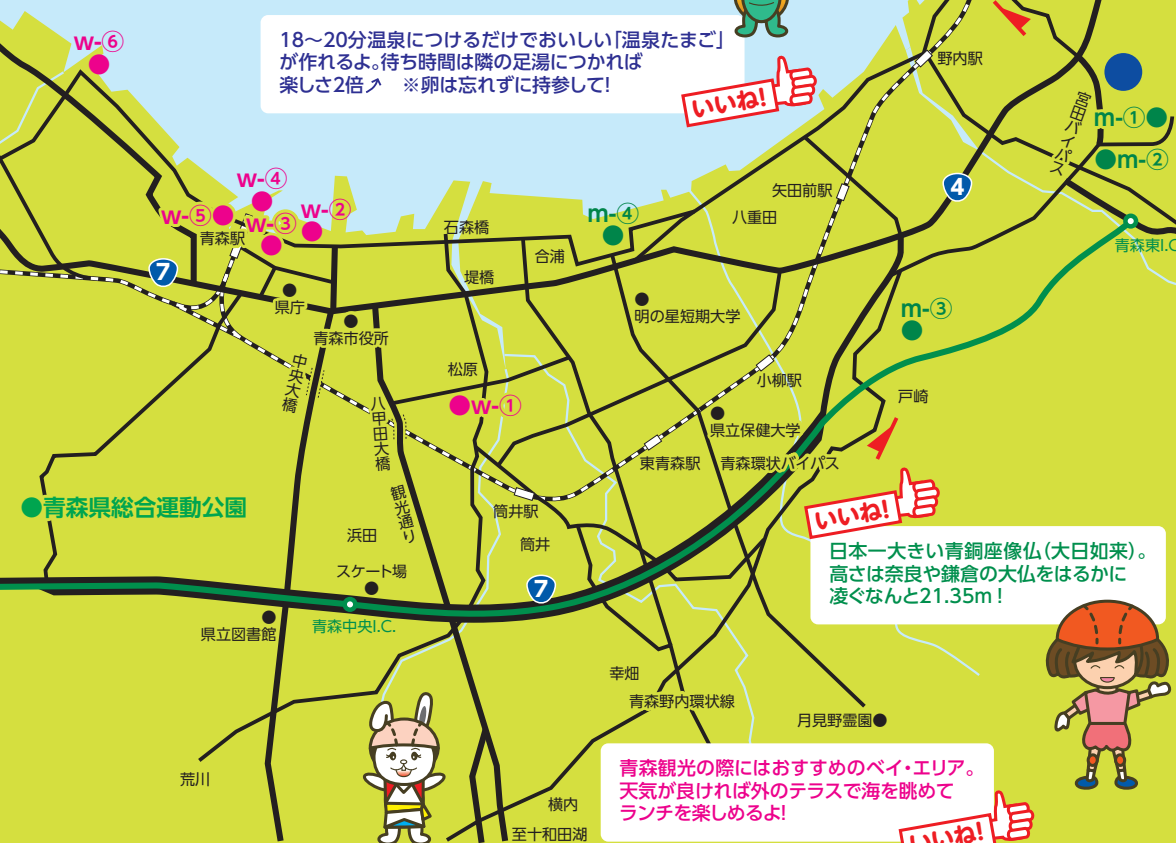 18～20分温泉につけるだけでおいしい「温泉たまご」
が作れるよ。待ち時間は隣の足湯につかれば
楽しさ2倍↗　※卵は忘れずに持参して!
いいね!
w-⑥
野内駅
宮田バイパス
m-①
m-②
4
w-④
w-⑤
w-③
w-②
青森駅
石森橋
m-④
矢田前駅
八重田
青森東I.C
7
合浦
堤橋
県庁
明の星短期大学
m-③
青森市役所
中央大橋
松原
小柳駅
戸崎
w-①
八甲田大橋
県立保健大学
東青森駅
青森環状バイパス
観光通り
青森県総合運動公園
筒井駅
浜田
筒井
いいね!
日本一大きい青銅座像仏(大日如来)。
高さは奈良や鎌倉の大仏をはるかに
凌ぐなんと21.35m!
スケート場
7
県立図書館
青森中央I.C.
幸畑
青森野内環状線
月見野霊園
荒川
青森観光の際にはおすすめのベイ・エリア。
天気が良ければ外のテラスで海を眺めて
ランチを楽しめるよ!
いいね!
横内
至十和田湖